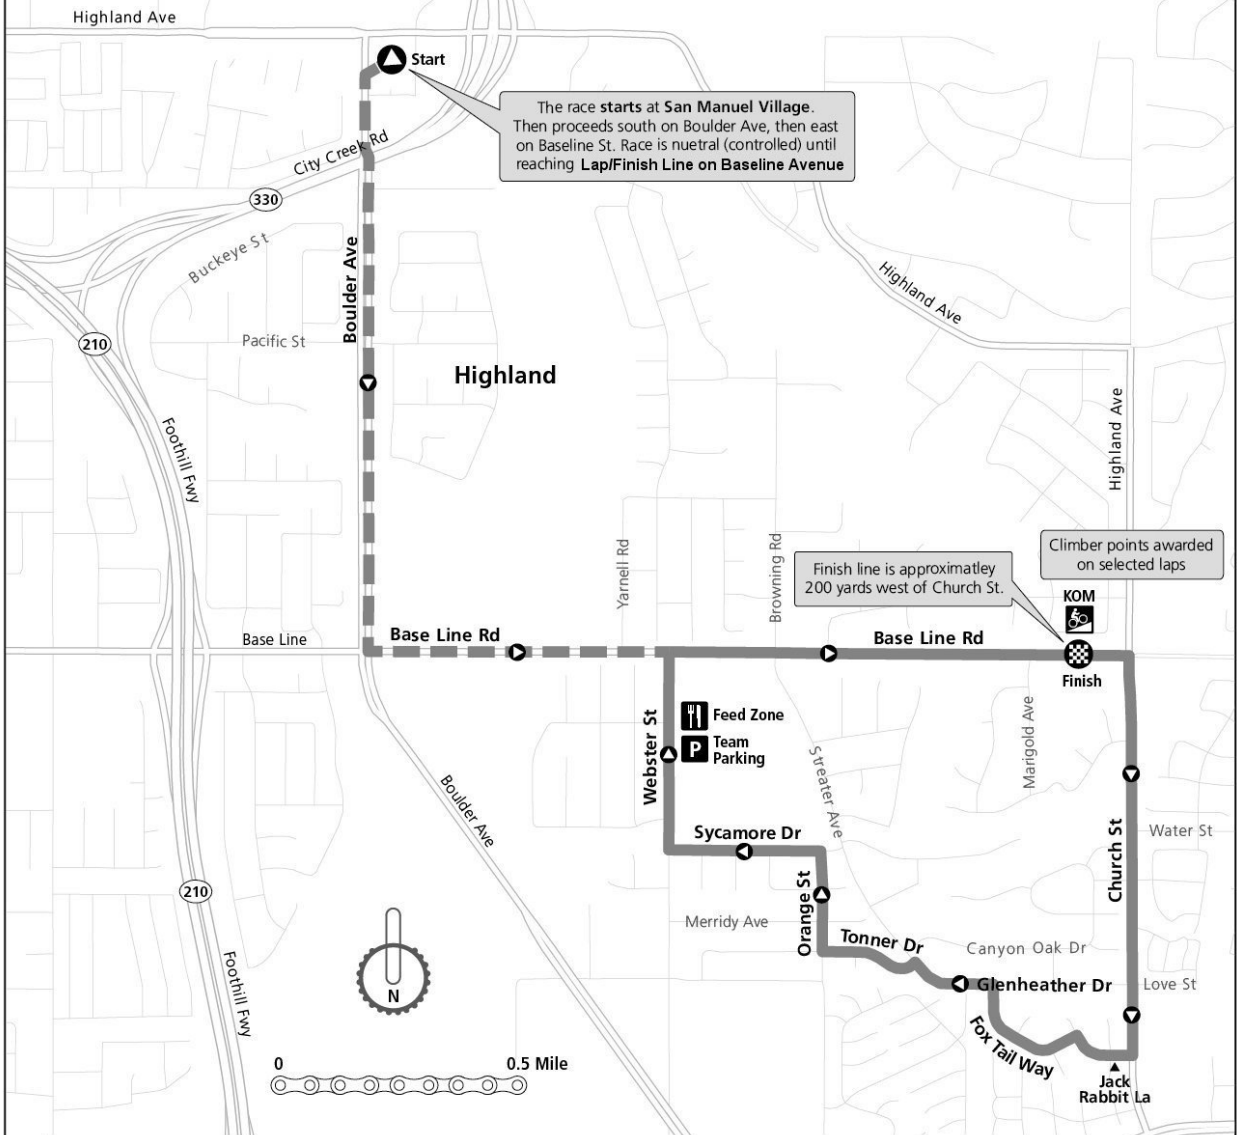 Highland Ave
Start
The race starts at San Manuel Village.
Then proceeds south on Boulder Ave, then east
on Baseline St. Race is nuetral (controlled) until
reaching Lap/Finish Line on Baseline Avenue
City Creek Rd
330
Buckeye St
Boulder Ave
Highland Ave
210
Pacific St
Highland
Foothill Fwy
Highland Ave
Yarnell Rd
Browning Rd
Climber points awarded
on selected laps
Finish line is approximatley
200 yards west of Church St.
KOM
Base Line
Base Line Rd
Base Line Rd
Finish
Webster St
Feed Zone
P
Team
Parking
Streater Ave
Marigold Ave
Boulder Ave
Sycamore Dr
Church St
Water St
210
Orange St
Merridy Ave
Tonner Dr
Canyon Oak Dr
Foothill Fwy
Glenheather Dr
Love St
N
Fox Tail Way
0
0.5 Mile
Jack
Rabbit La